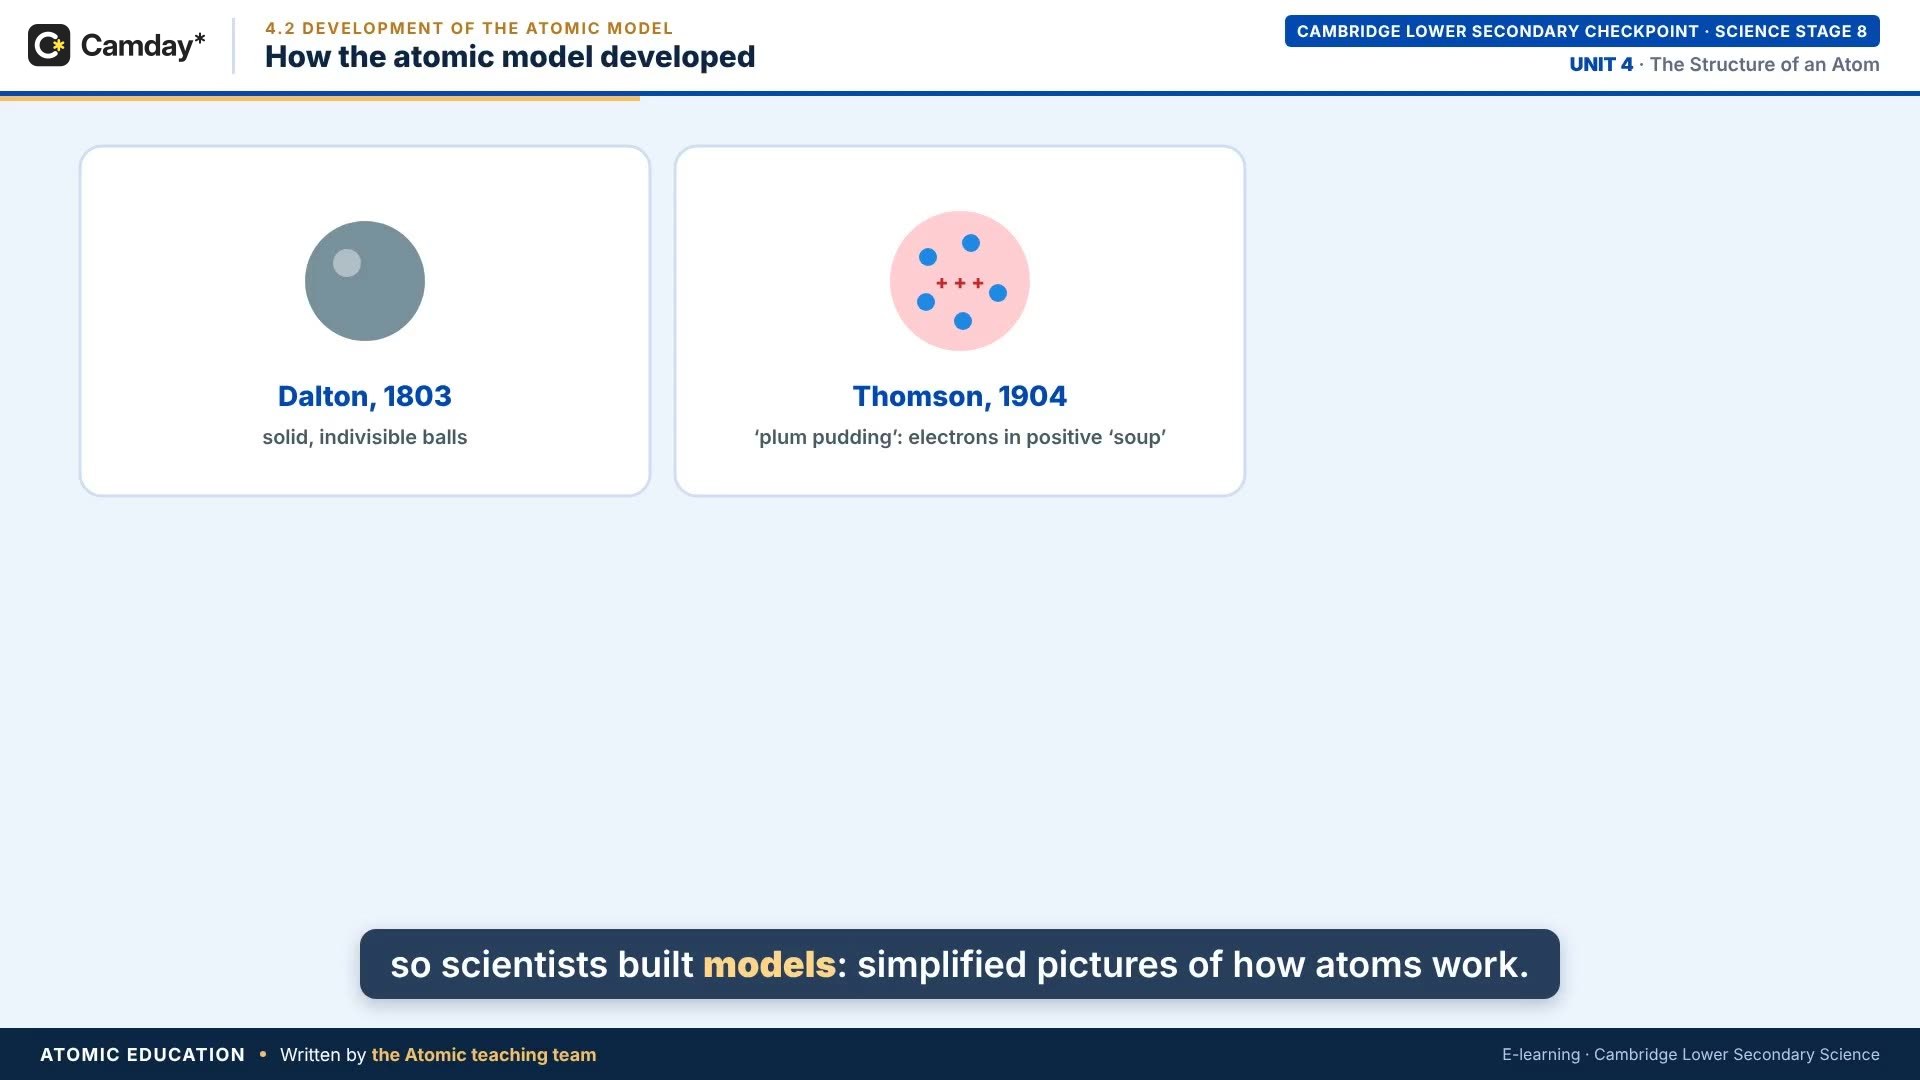 Camday*
4.2 DEVELOPMENT OF THE ATOMIC MODEL
How the atomic model developed
CAMBRIDGE LOWER SECONDARY CHECKPOINT · SCIENCE STAGE 8
UNIT 4 · The Structure of an Atom
+ + +
Dalton, 1803
solid, indivisible balls
Thomson, 1904
‘plum pudding’: electrons in positive ‘soup’
so scientists built models: simplified pictures of how atoms work.
ATOMIC EDUCATION • Written by the Atomic teaching team
E-learning · Cambridge Lower Secondary Science